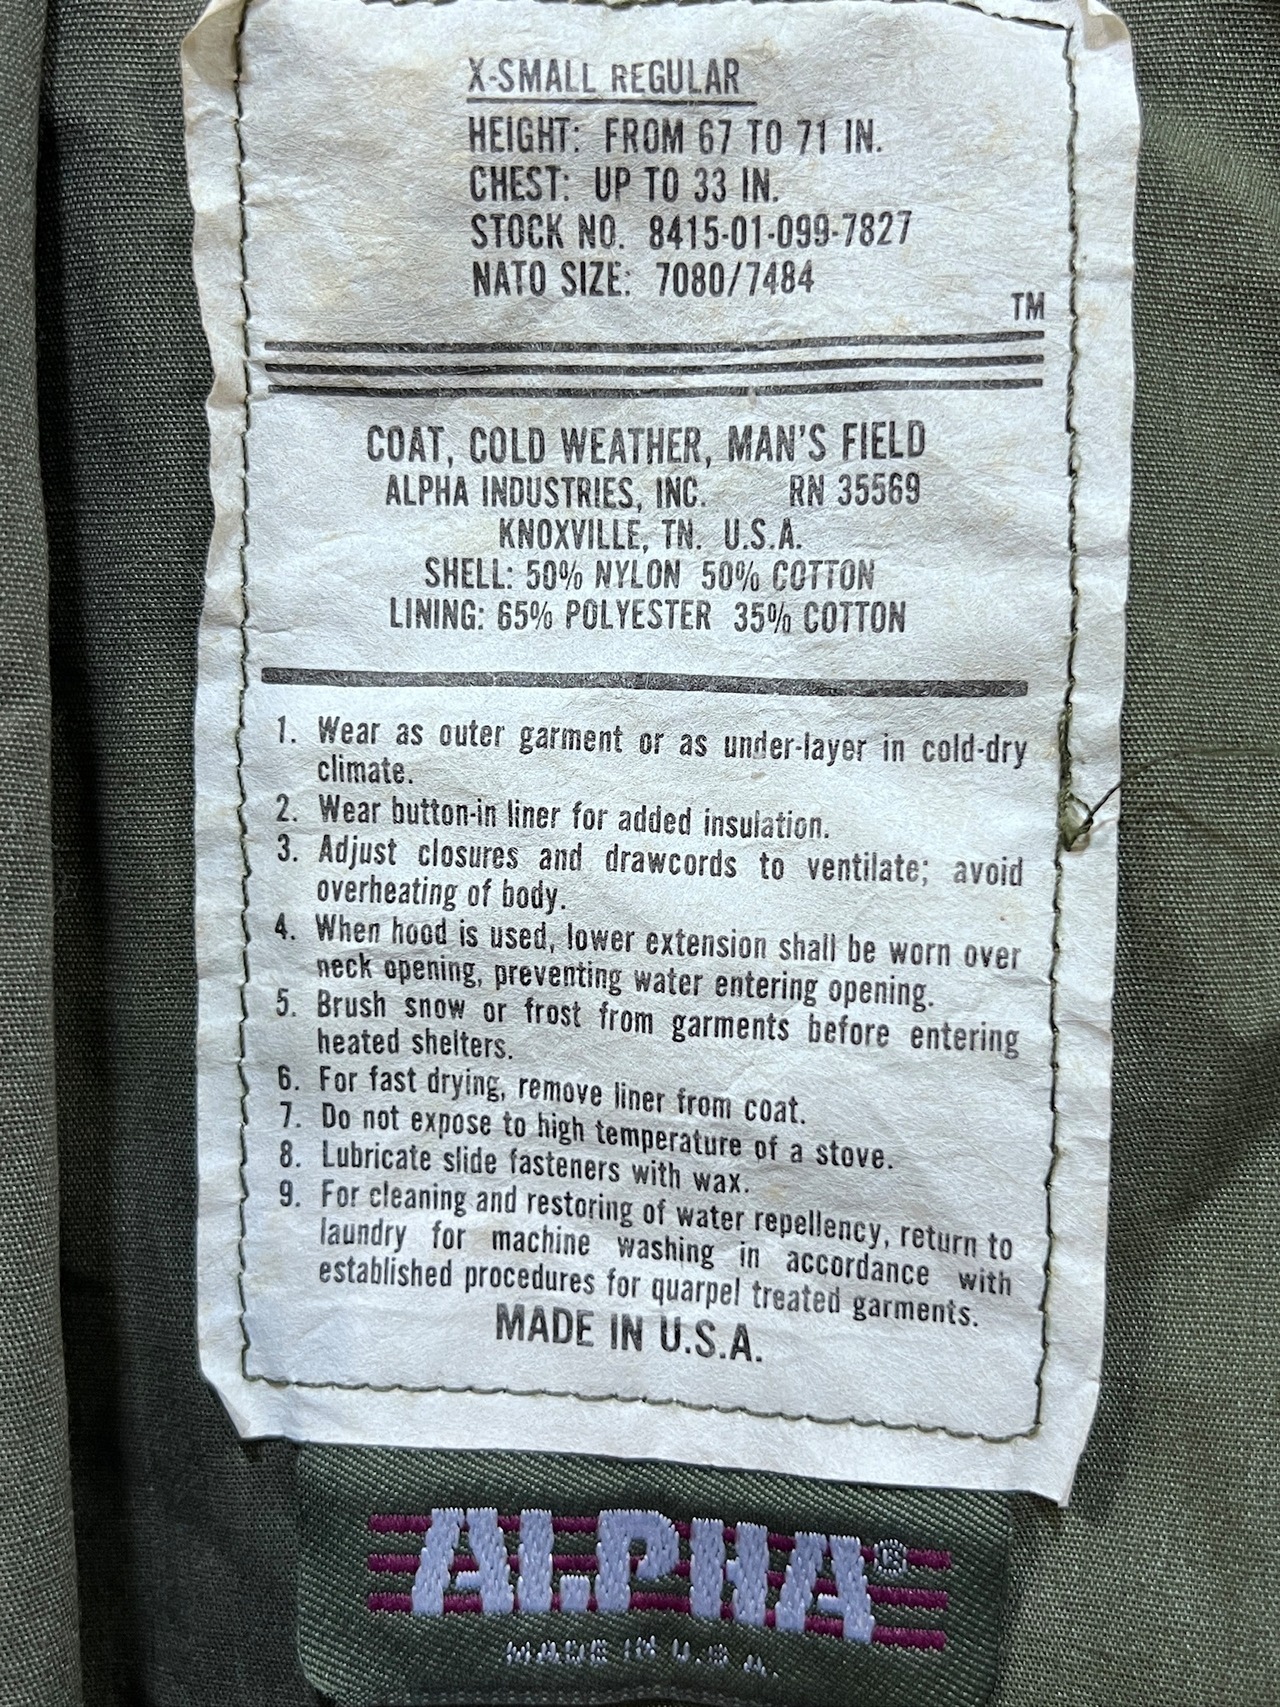 X-SMALL REGULAR
HEIGHT: FROM 67 TO 71 IN.
CHEST: UP TO 33 IN.
STOCK NO. 8415-01-099-7827
NATO SIZE: 7080/7484
TM
COAT, COLD WEATHER, MAN'S FIELD
ALPHA INDUSTRIES, INC. RN 35569
KNOXVILLE, TN. U.S.A.
SHELL: 50% NYLON 50% COTTON
LINING: 65% POLYESTER 35% COTTON
1. Wear as outer garment or as under-layer in cold-dry
climate.
2. Wear button-in liner for added insulation.
3. Adjust closures and drawcords to ventilate; avoid
overheating of body.
4. When hood is used, lower extension shall be worn over
neck opening, preventing water entering opening.
5. Brush snow or frost from garments before entering
heated shelters.
6. For fast drying, remove liner from coat.
7. Do not expose to high temperature of a stove.
8. Lubricate slide fasteners with wax.
9. For cleaning and restoring of water repellency, return to
laundry for machine washing in accordance with
established procedures for quarpel treated garments.
MADE IN U.S.A.
ALPHA®
MADE IN U.S.A.